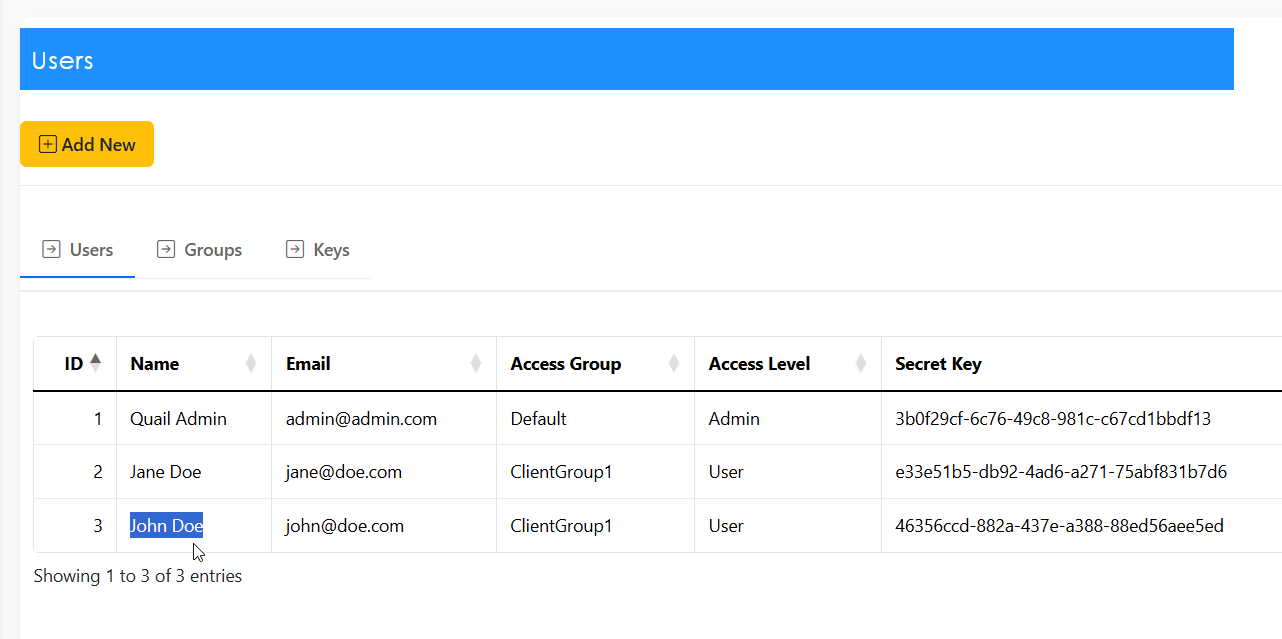 Users
Add New
Users Groups Keys
ID Name Email Access Group Access Level Secret Key
1 Quail Admin admin@admin.com Default Admin 3b0f29cf-6c76-49c8-981c-c67cd1bbdf13
2 Jane Doe jane@doe.com ClientGroup1 User e33e51b5-db92-4ad6-a271-75abf831b7d6
3 John Doe john@doe.com ClientGroup1 User 46356ccd-882a-437e-a388-88ed56aee5ed
Showing 1 to 3 of 3 entries